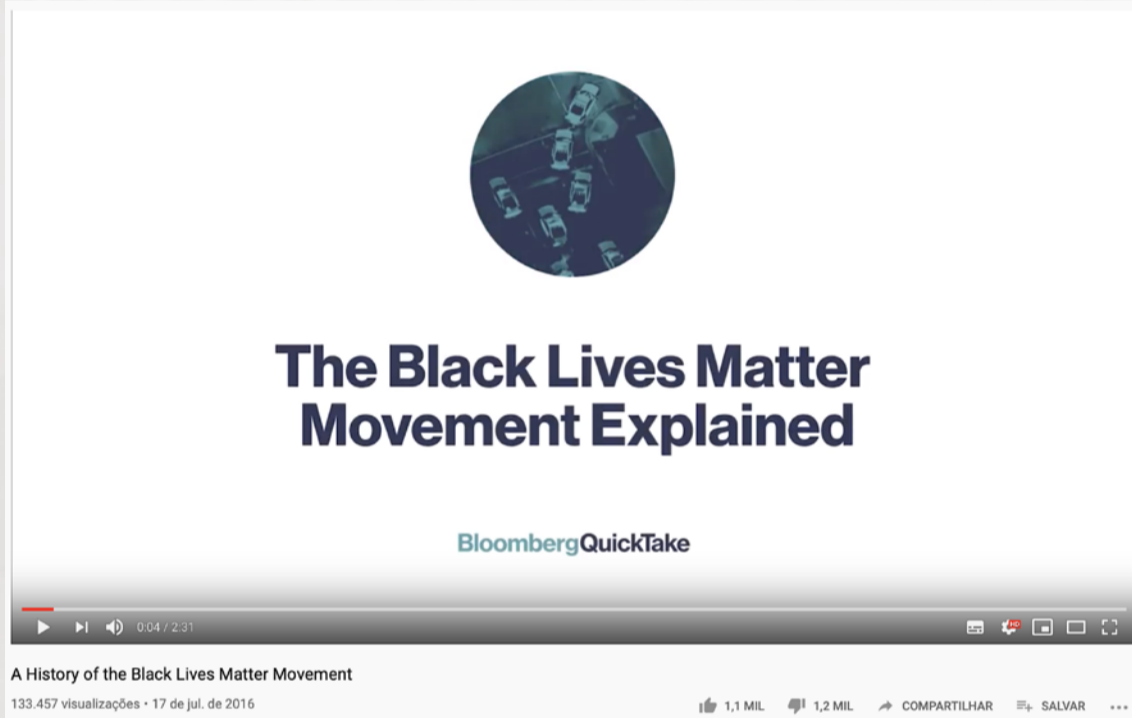 The Black Lives Matter
Movement Explained
BloombergQuickTake
0:04 / 2:31
HD
A History of the Black Lives Matter Movement
133.457 visualizações • 17 de jul. de 2016
1,1 MIL
1,2 MIL
COMPARTILHAR
SALVAR